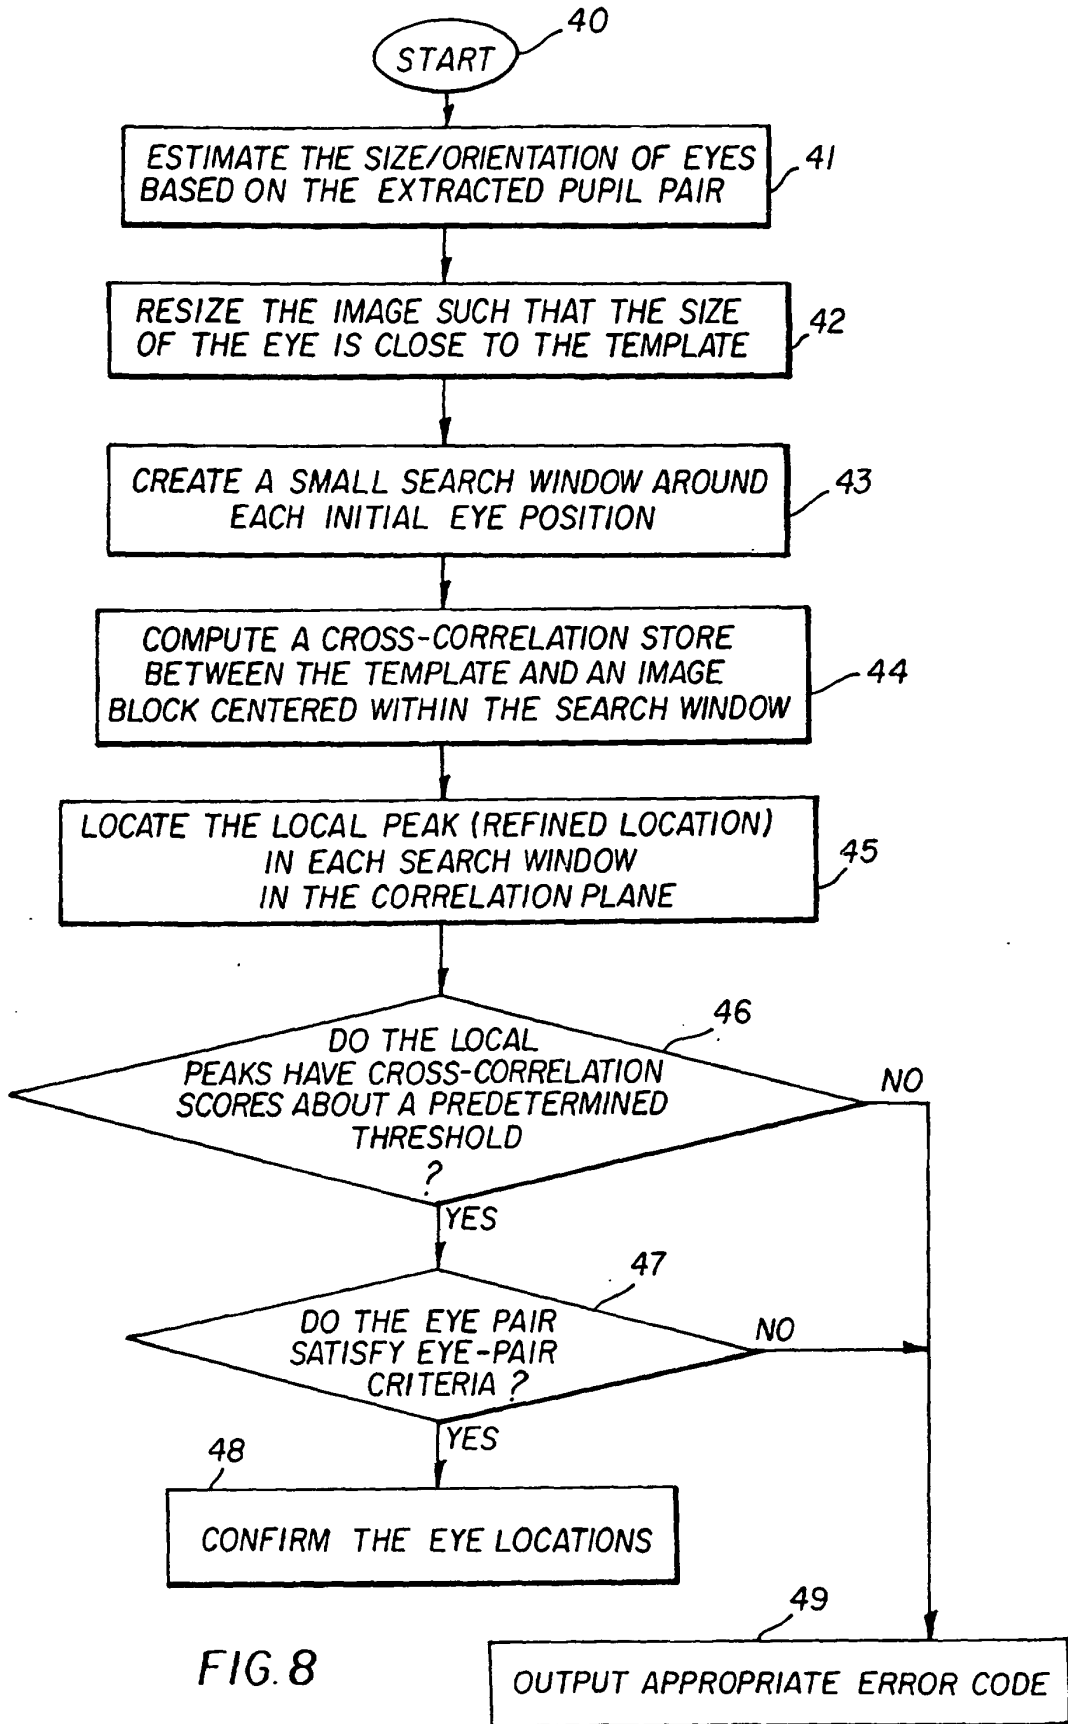 40
START
ESTIMATE THE SIZE/ORIENTATION OF EYES
BASED ON THE EXTRACTED PUPIL PAIR
41
RESIZE THE IMAGE SUCH THAT THE SIZE
OF THE EYE IS CLOSE TO THE TEMPLATE
42
CREATE A SMALL SEARCH WINDOW AROUND
EACH INITIAL EYE POSITION
43
COMPUTE A CROSS-CORRELATION STORE
BETWEEN THE TEMPLATE AND AN IMAGE
BLOCK CENTERED WITHIN THE SEARCH WINDOW
44
LOCATE THE LOCAL PEAK (REFINED LOCATION)
IN EACH SEARCH WINDOW
IN THE CORRELATION PLANE
45
46
DO THE LOCAL
PEAKS HAVE CROSS-CORRELATION
SCORES ABOUT A PREDETERMINED
THRESHOLD
?
NO
YES
47
DO THE EYE PAIR
SATISFY EYE-PAIR
CRITERIA ?
NO
YES
48
CONFIRM THE EYE LOCATIONS
49
OUTPUT APPROPRIATE ERROR CODE
FIG. 8